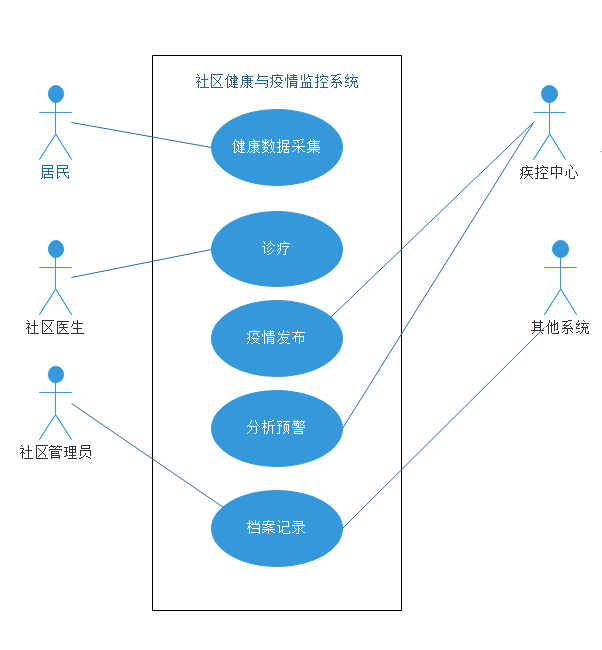 社区健康与疫情监控系统
健康数据采集
居民
疾控中心
诊疗
社区医生
其他系统
疫情发布
分析预警
社区管理员
档案记录